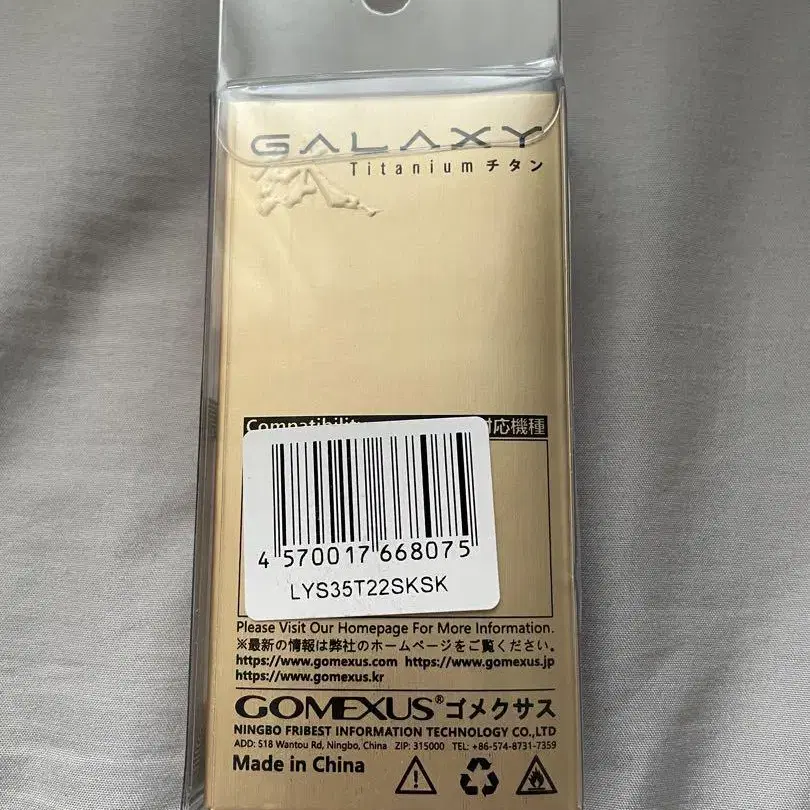 GALAXY
Titanium チタン
Compatibility 対応機種
4 570017 668075
LYS35T22SKSK
Please Visit Our Homepage For More Information.
※最新の情報は弊社のホームページをご覧ください。
https://www.gomexus.com https://www.gomexus.jp
https://www.gomexus.kr
GOMEXUS® ゴメクサス
NINGBO FRIBEST INFORMATION TECHNOLOGY CO.,LTD
ADD: 518 Wantou Rd, Ningbo, China ZIP: 315000 TEL: +86-574-8731-7359
Made in China